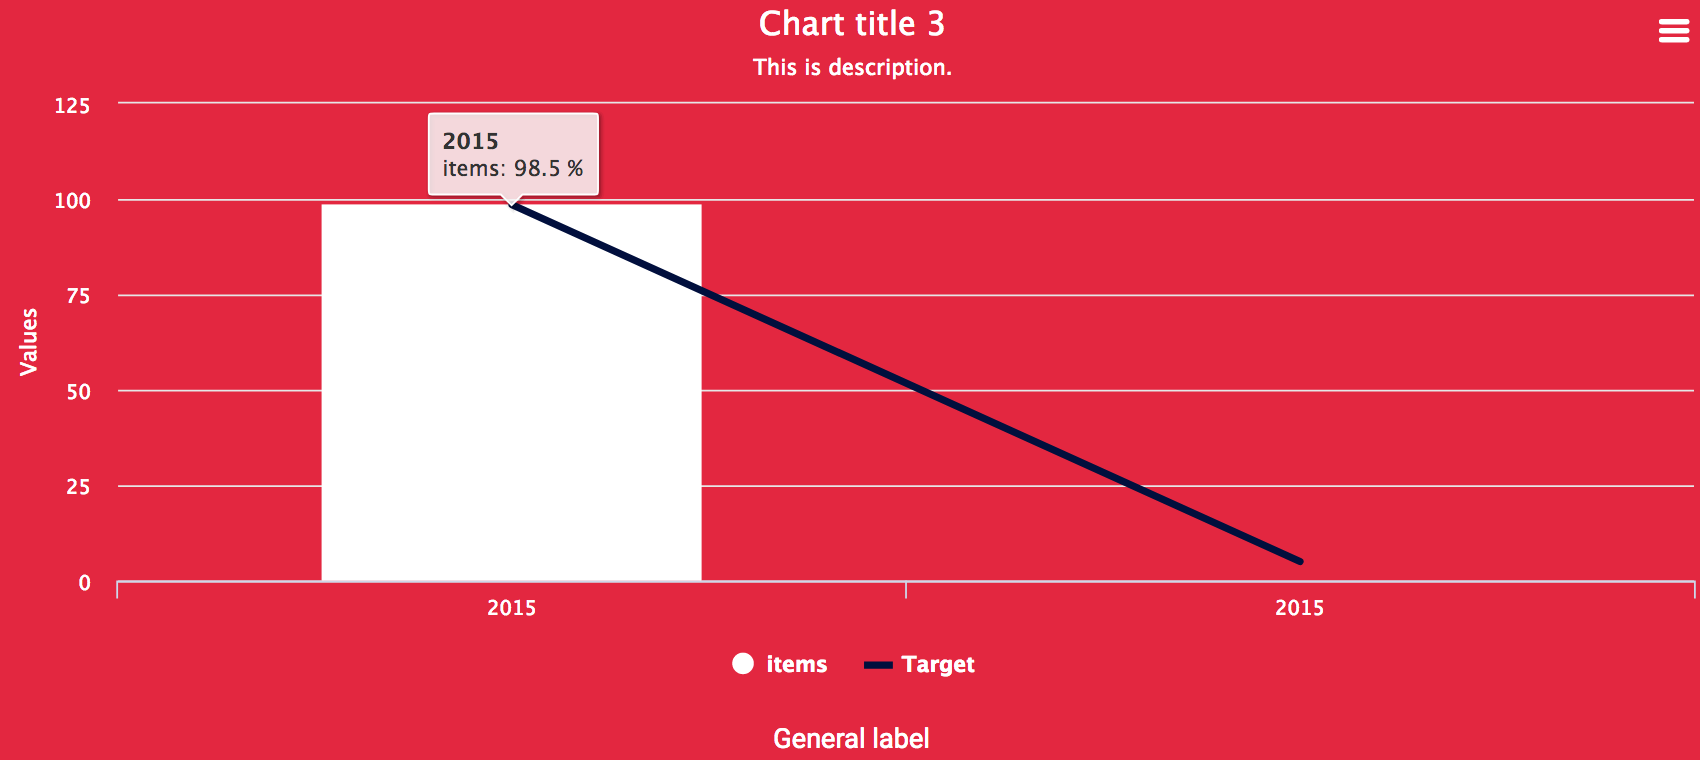 Chart title 3
This is description.
125
2015
items: 98.5 %
100
75
Values
50
25
0
2015
2015
items
Target
General label